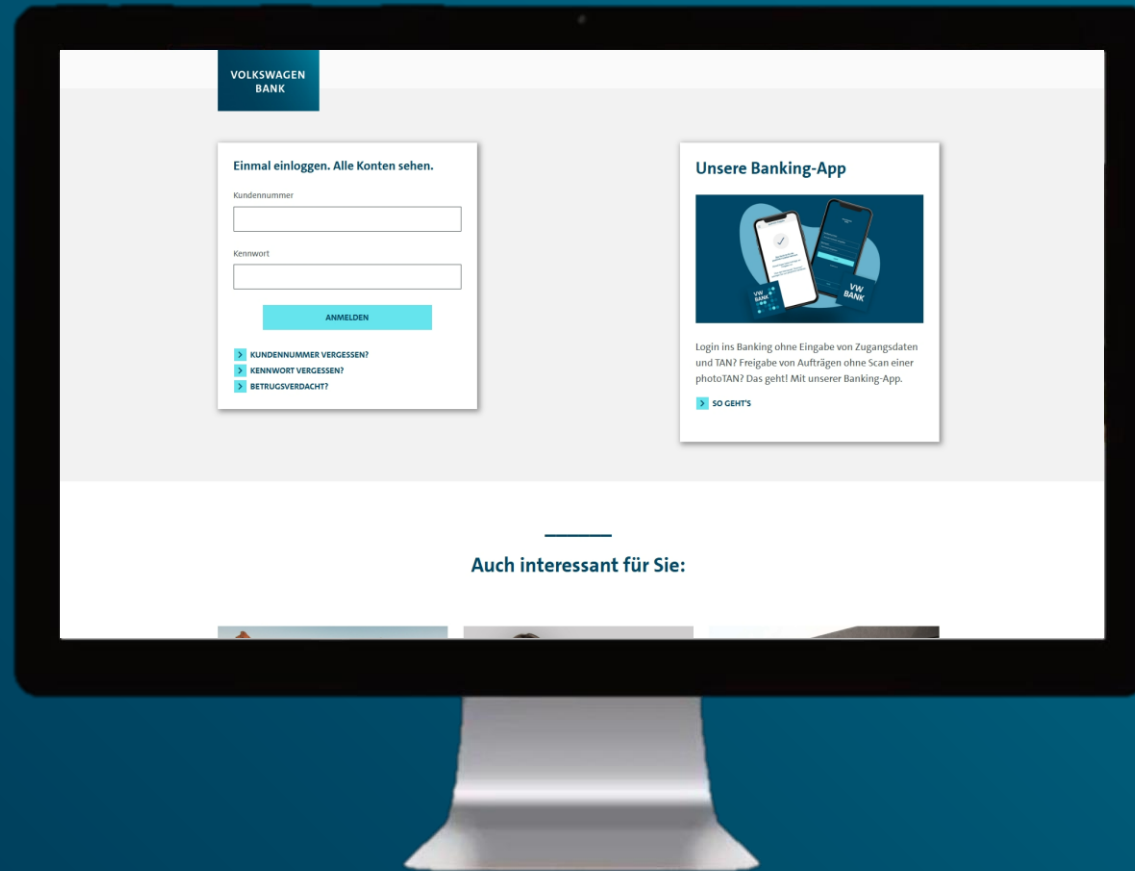 VOLKSWAGEN
BANK
Einmal einloggen. Alle Konten sehen.
Kundennummer
Kennwort
ANMELDEN
KUNDENNUMMER VERGESSEN?
KENNWORT VERGESSEN?
BETRUGSVERDACHT?
Unsere Banking-App
VW
BANK
VW
BANK
Login ins Banking ohne Eingabe von Zugangsdaten
und TAN? Freigabe von Aufträgen ohne Scan einer
photoTAN? Das geht! Mit unserer Banking-App.
SO GEHT'S
Auch interessant für Sie: